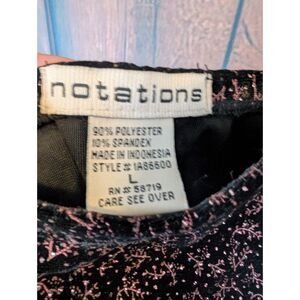 notations
90% POLYESTER
10% SPANDEX
MADE IN INDONESIA
STYLE# 1A86600
L
RN# 58719
CARE SEE OVER